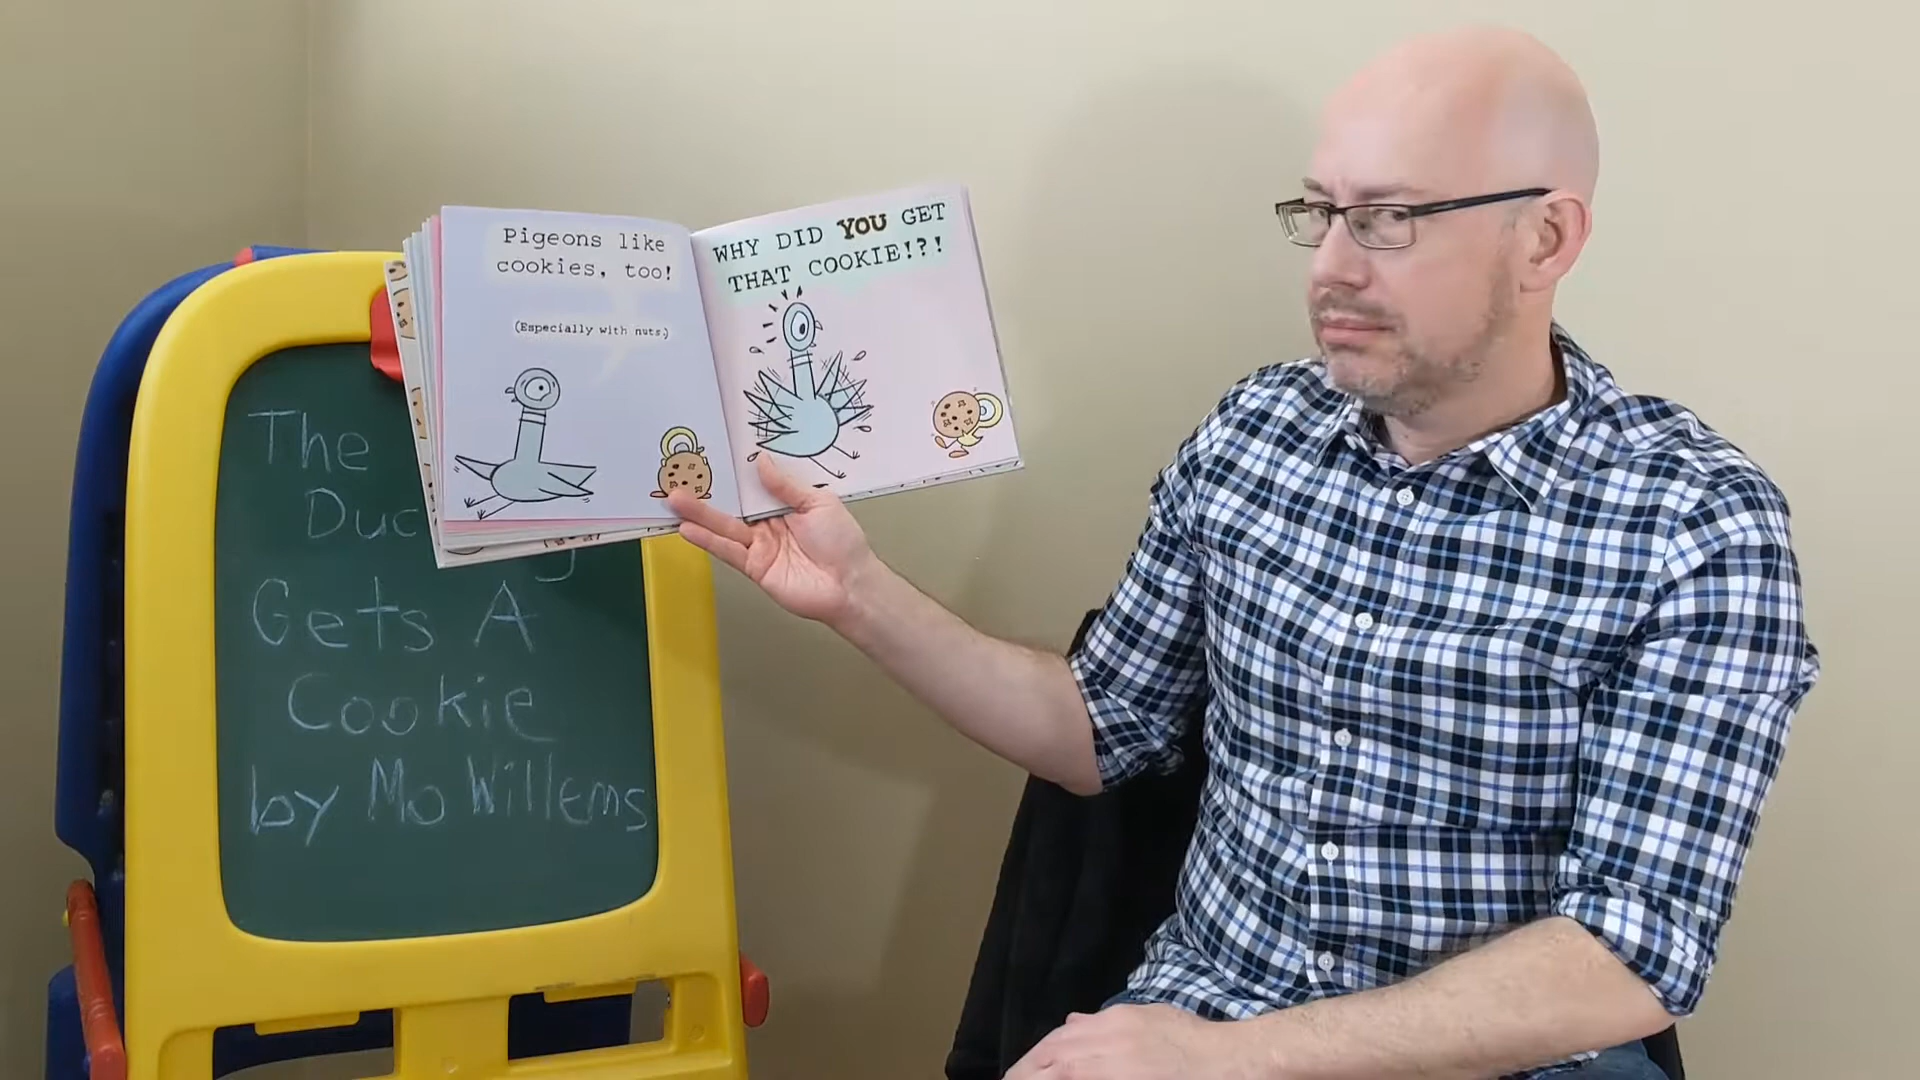 Pigeons like
cookies, too!
(Especially with nuts.)
WHY DID YOU GET
THAT COOKIE!?!
The
Duc g
Gets A
Cookie
by Mo Willems